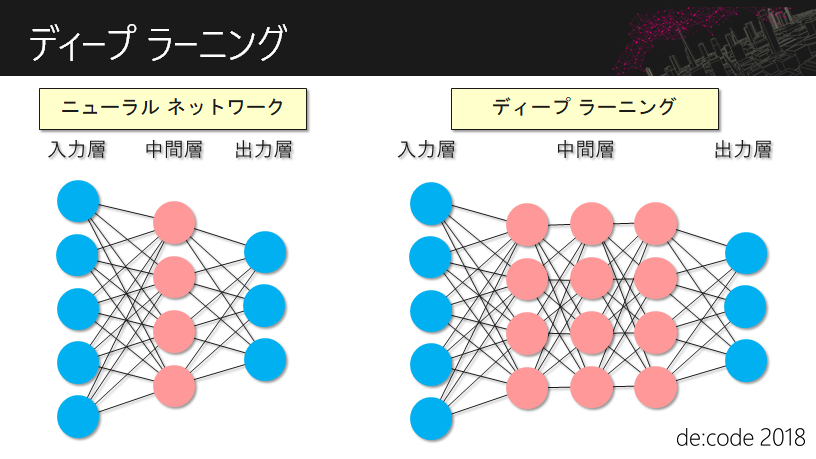 ディープ ラーニング
ニューラル ネットワーク
入力層 中間層 出力層
ディープ ラーニング
入力層 中間層 出力層
de:code 2018